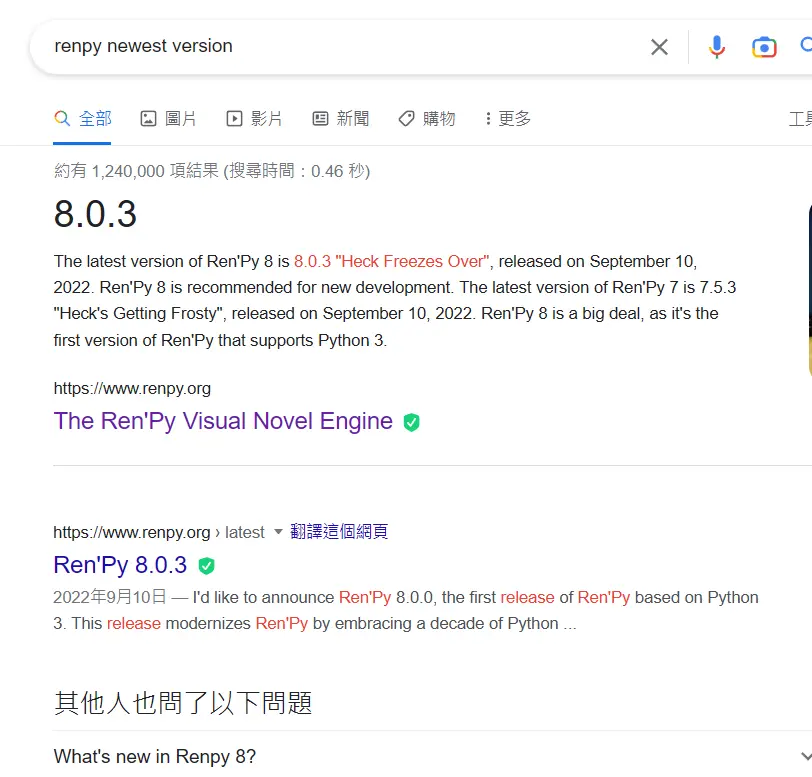 renpy newest version
全部 圖片 影片 新聞 購物 更多
約有 1,240,000 項結果 (搜尋時間：0.46 秒)
8.0.3
The latest version of Ren'Py 8 is 8.0.3 "Heck Freezes Over", released on September 10,
2022. Ren'Py 8 is recommended for new development. The latest version of Ren'Py 7 is 7.5.3
"Heck's Getting Frosty", released on September 10, 2022. Ren'Py 8 is a big deal, as it's the
first version of Ren'Py that supports Python 3.
https://www.renpy.org
The Ren'Py Visual Novel Engine
https://www.renpy.org › latest 翻譯這個網頁
Ren'Py 8.0.3
2022年9月10日 — I'd like to announce Ren'Py 8.0.0, the first release of Ren'Py based on Python
3. This release modernizes Ren'Py by embracing a decade of Python ...
其他人也問了以下問題
What's new in Renpy 8?